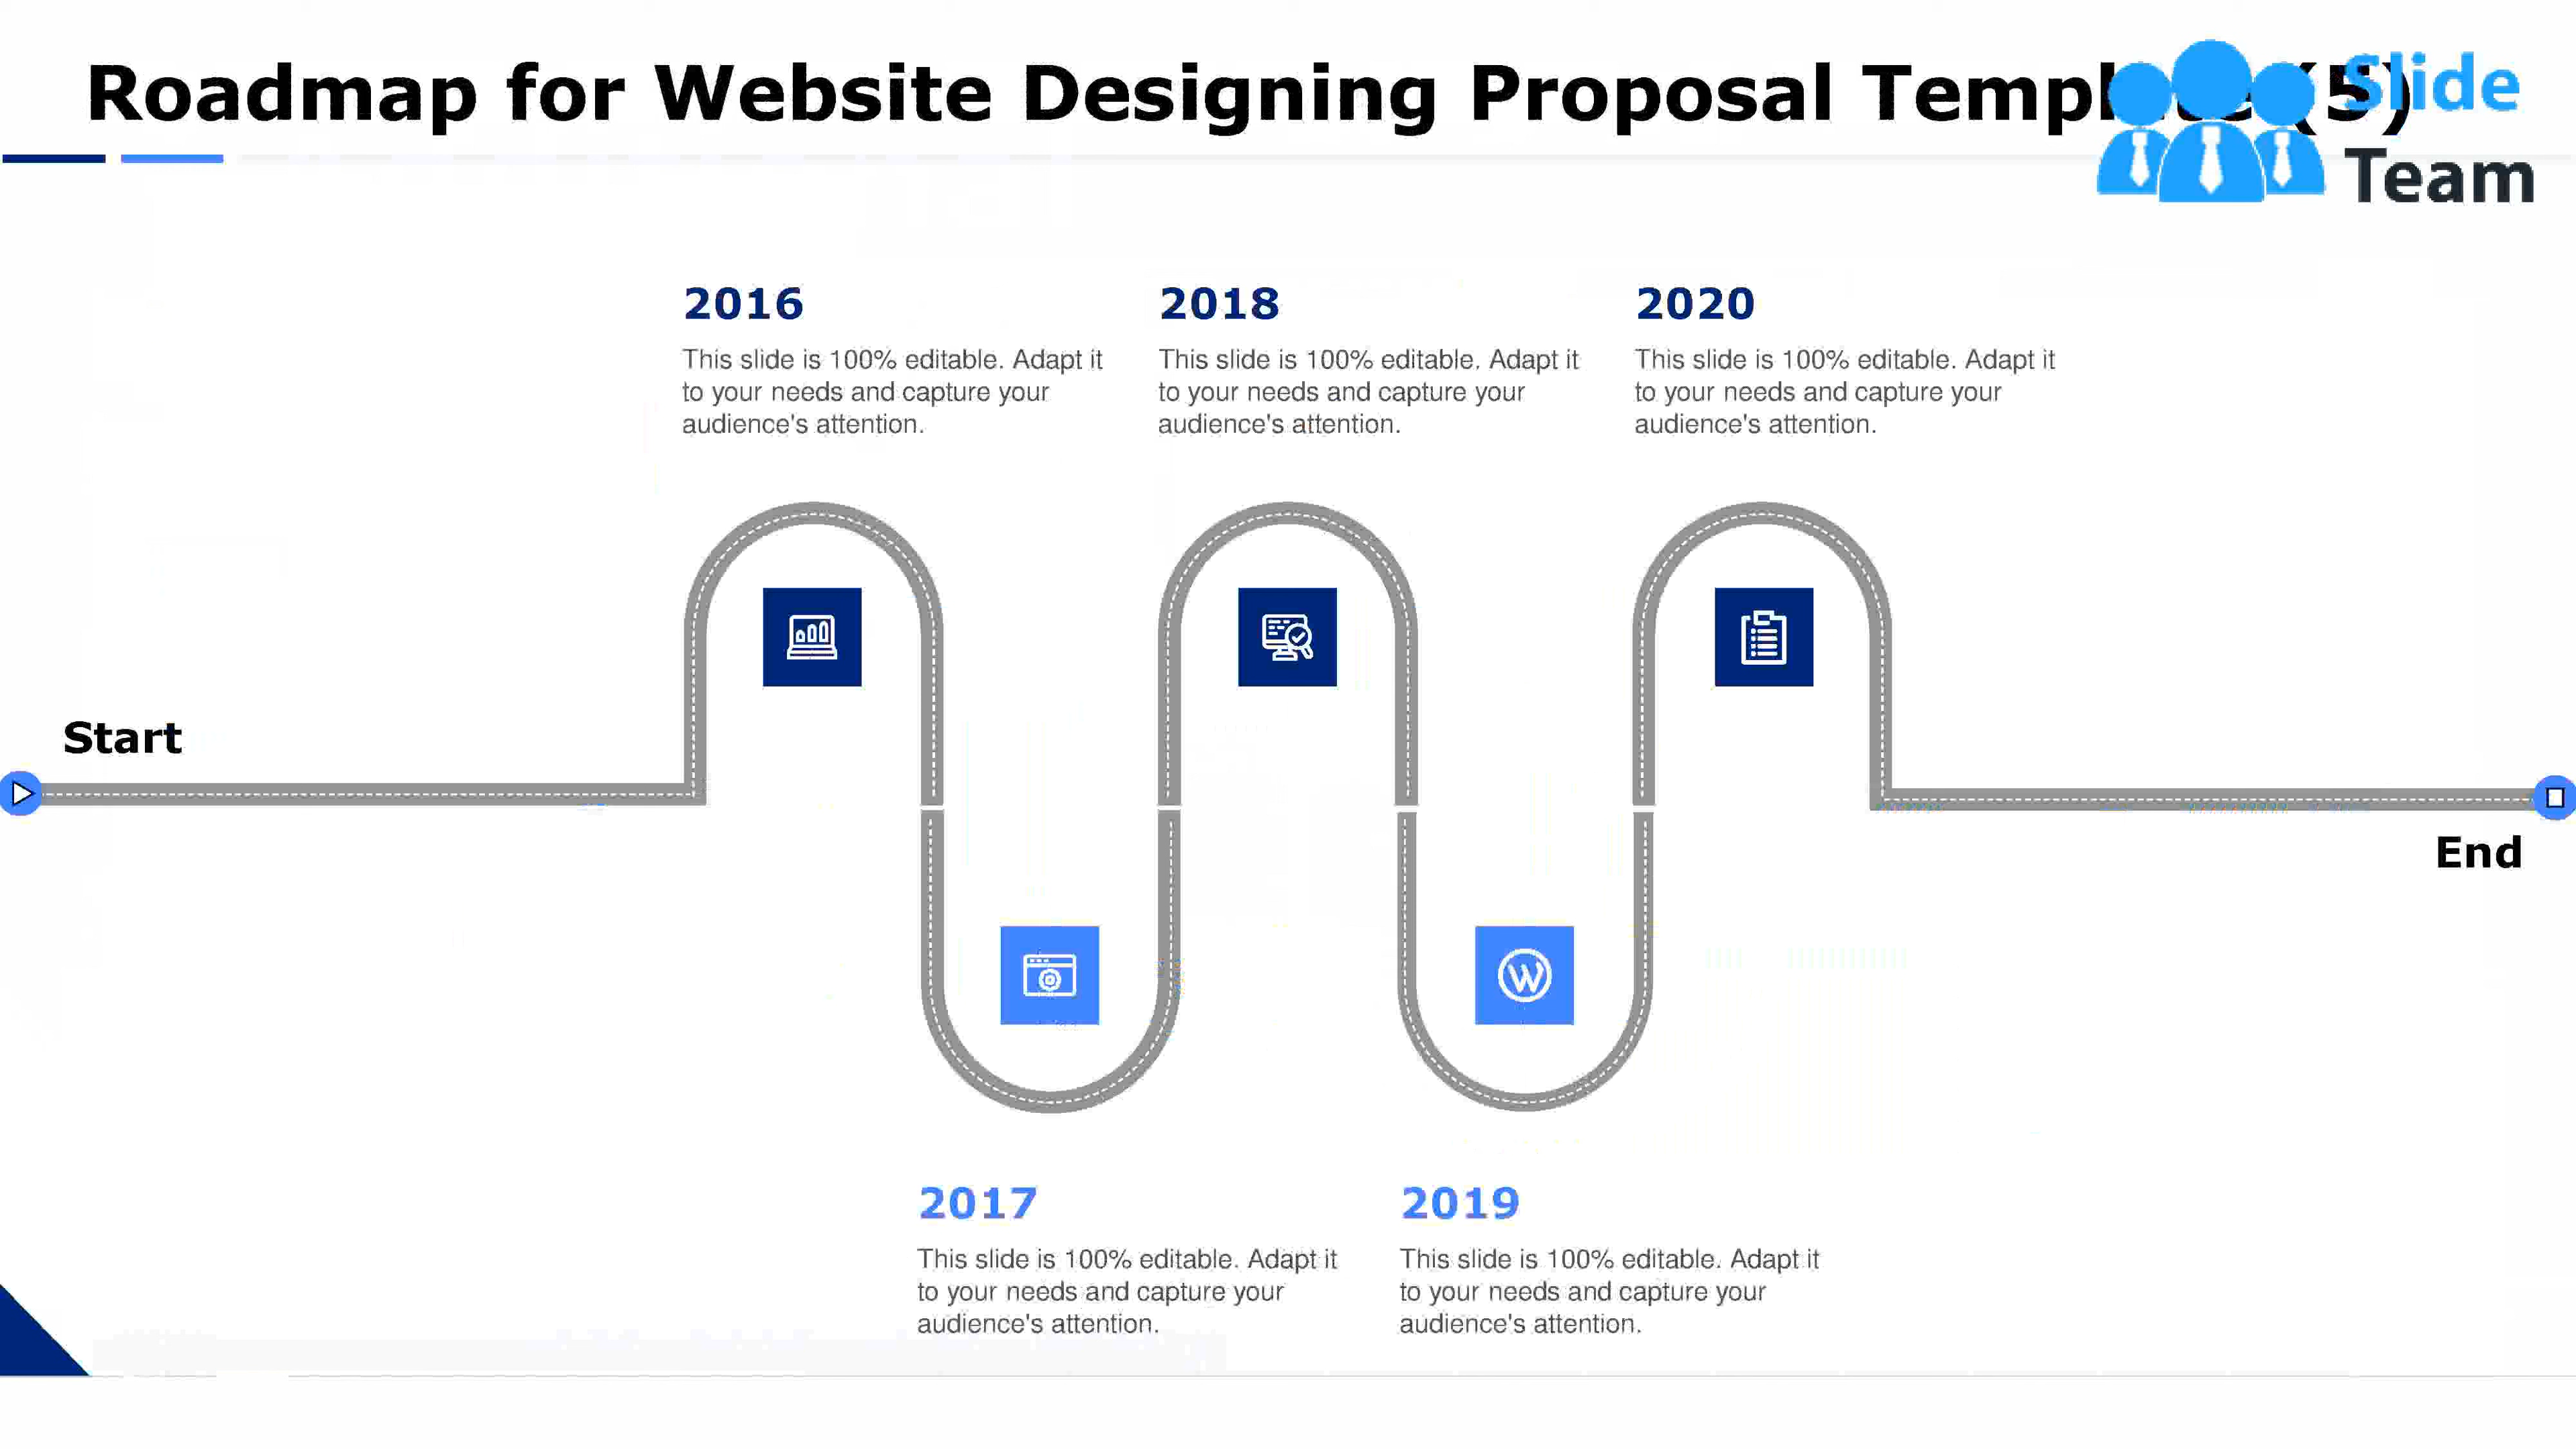 Roadmap for Website Designing Proposal Template (5)
Slide
Team
2016
This slide is 100% editable. Adapt it
to your needs and capture your
audience's attention.
2018
This slide is 100% editable. Adapt it
to your needs and capture your
audience's attention.
2020
This slide is 100% editable. Adapt it
to your needs and capture your
audience's attention.
Start
End
W
2017
This slide is 100% editable. Adapt it
to your needs and capture your
audience's attention.
2019
This slide is 100% editable. Adapt it
to your needs and capture your
audience's attention.